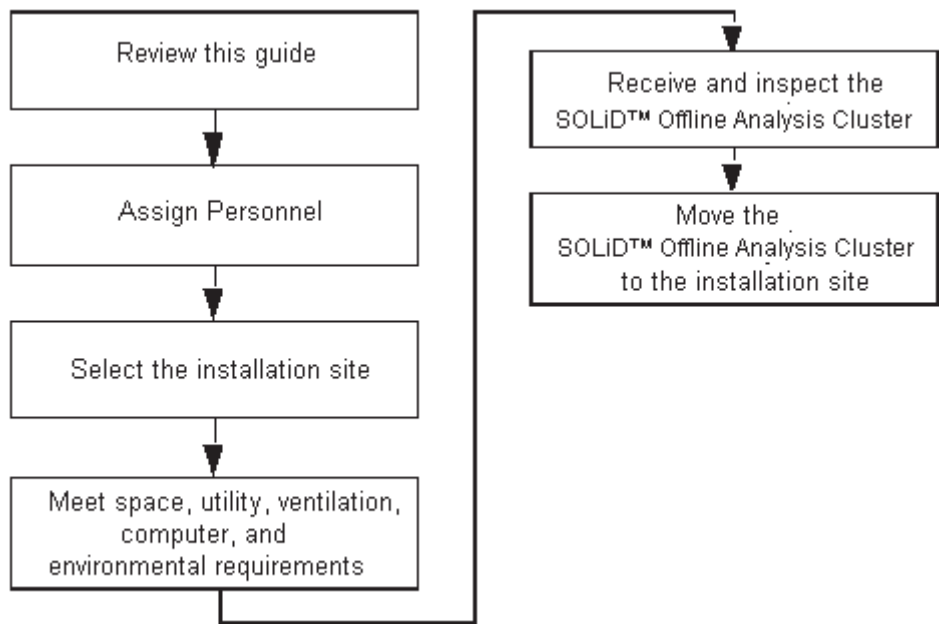 Review this guide
Assign Personnel
Select the installation site
Meet space, utility, ventilation,
computer, and
environmental requirements
Receive and inspect the
SOLiD™ Offline Analysis Cluster
Move the
SOLiD™ Offline Analysis Cluster
to the installation site